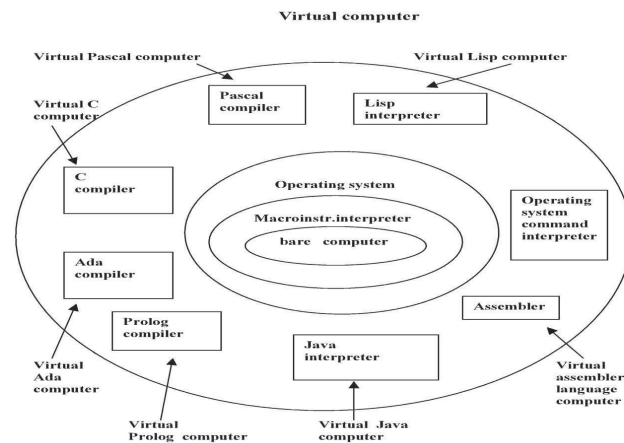 Virtual computer
Virtual Pascal computer
Virtual Lisp computer
Pascal
compiler
Lisp
interpreter
Virtual C
computer
C
compiler
Operating system
Macroinstr.interpreter
bare computer
Operating
system
command
interpreter
Ada
compiler
Assembler
Prolog
compiler
Java
interpreter
Virtual
Ada
computer
Virtual
Prolog computer
Virtual Java
computer
Virtual
assembler
language
computer